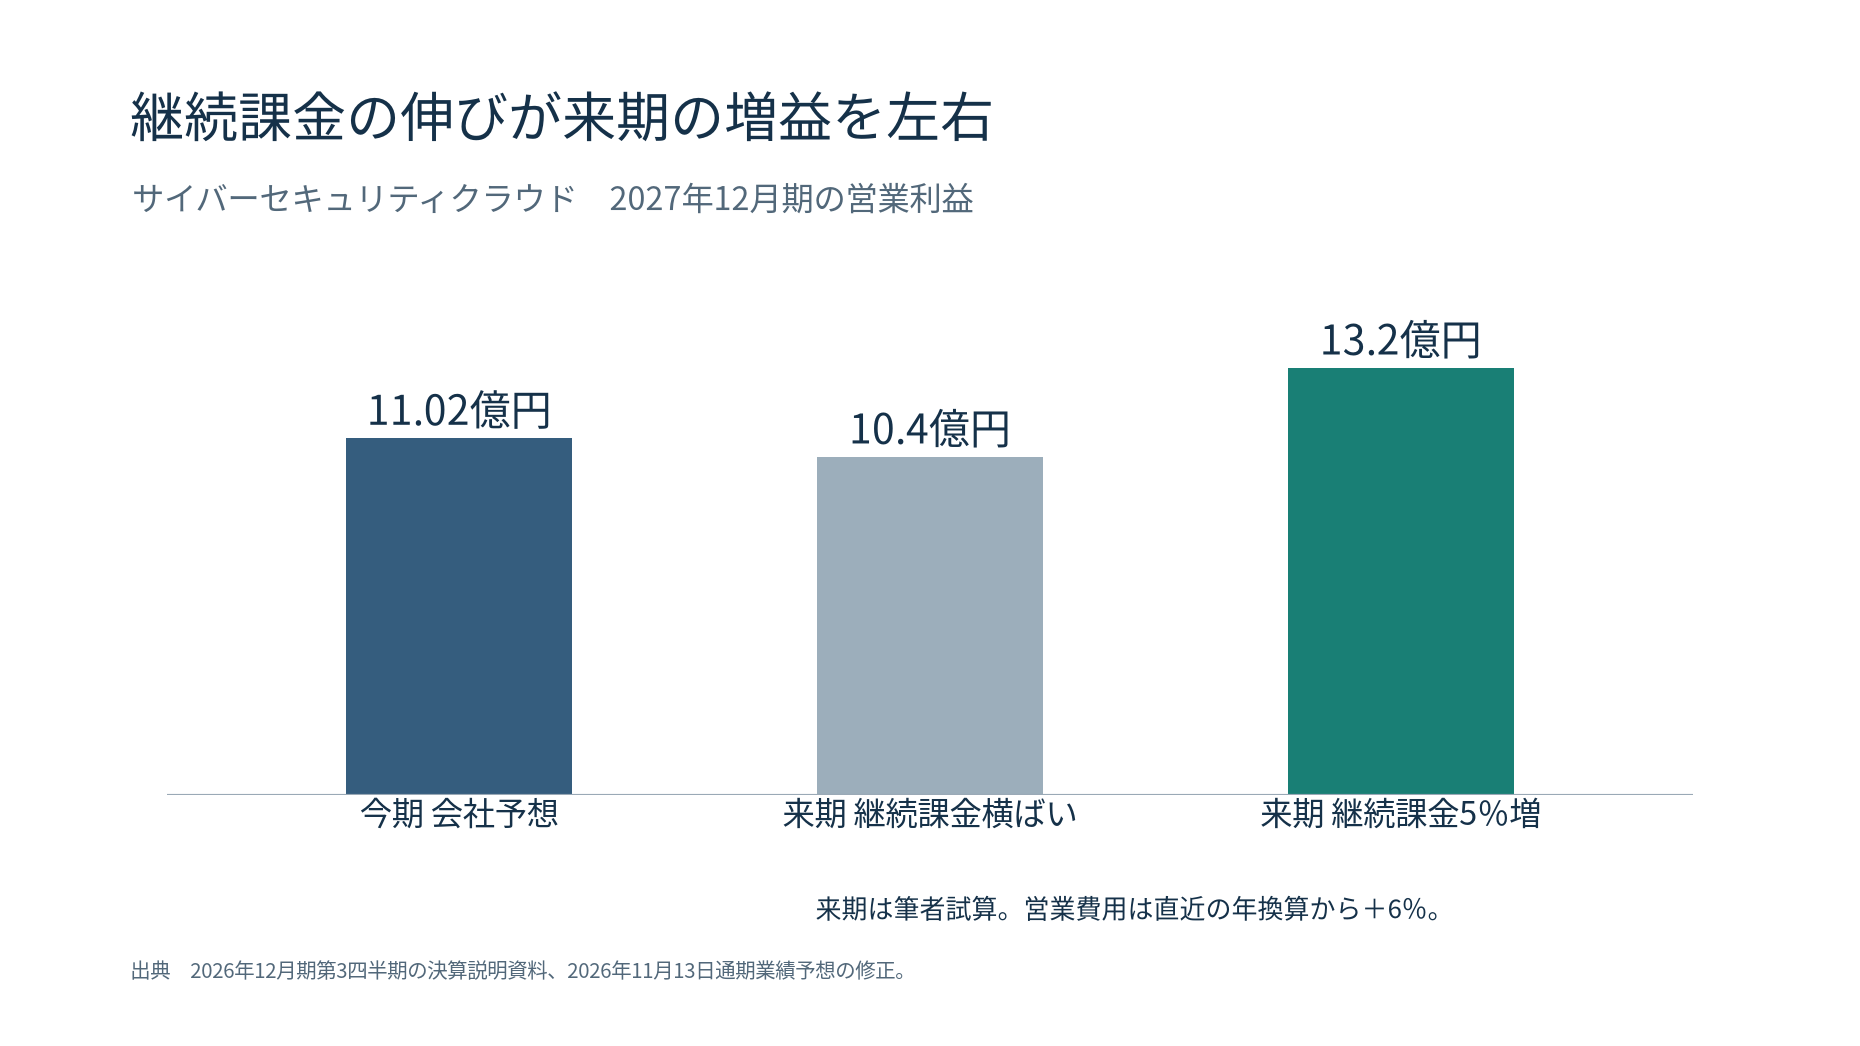 継続課金の伸びが来期の増益を左右
サイバーセキュリティクラウド　2027年12月期の営業利益
11.02億円
10.4億円
13.2億円
今期 会社予想
来期 継続課金横ばい
来期 継続課金5%増
来期は筆者試算。営業費用は直近の年換算から＋6%。
出典　2026年12月期第3四半期の決算説明資料、2026年11月13日通期業績予想の修正。